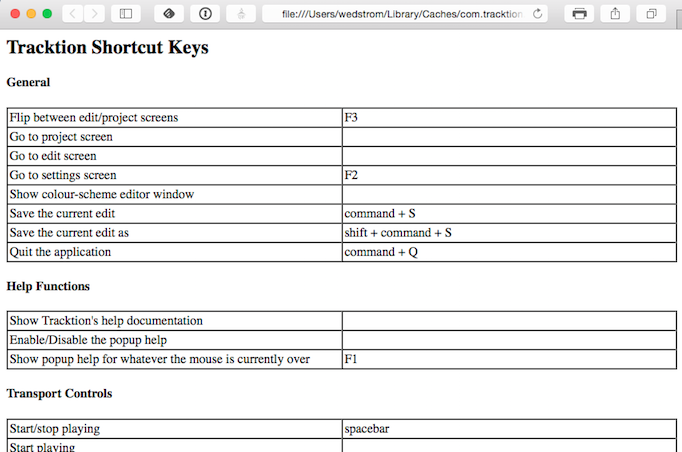 file:///Users/wedstrom/Library/Caches/com.tracktion
Tracktion Shortcut Keys
General
Flip between edit/project screens F3
Go to project screen
Go to edit screen
Go to settings screen F2
Show colour-scheme editor window
Save the current edit command + S
Save the current edit as shift + command + S
Quit the application command + Q
Help Functions
Show Tracktion's help documentation
Enable/Disable the popup help
Show popup help for whatever the mouse is currently over F1
Transport Controls
Start/stop playing spacebar
Start playing